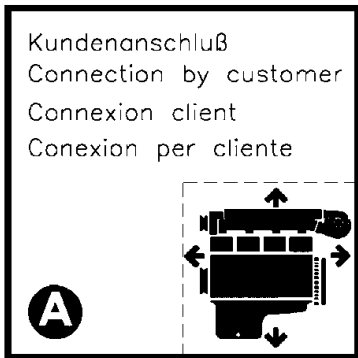 Kundenanschluß
Connection by customer
Connexion client
Conexion per cliente
A